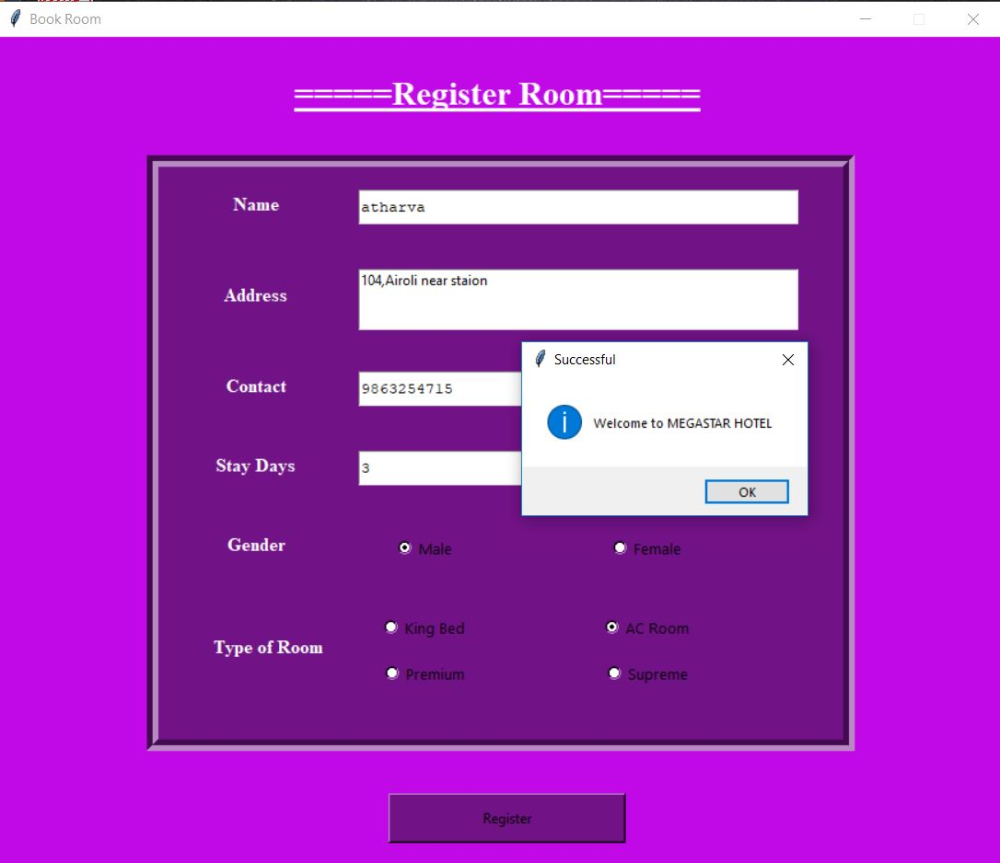 Book Room
=====Register Room=====
Name
atharva
Address
104,Airoli near staion
Contact
9863254715
Successful
Welcome to MEGASTAR HOTEL
OK
Stay Days
3
Gender
Male
Female
Type of Room
King Bed
AC Room
Premium
Supreme
Register